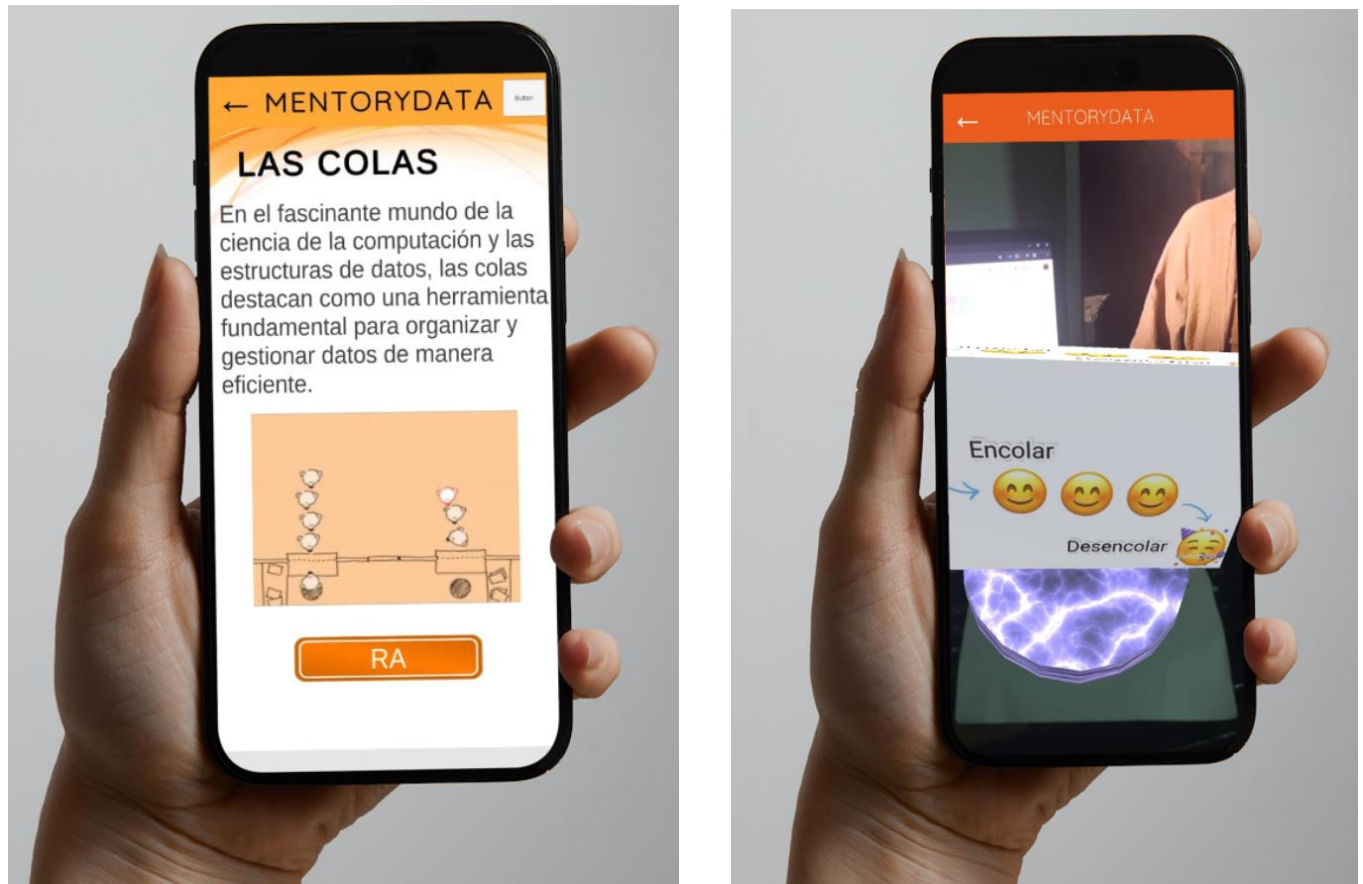 ← MENTORYDATA
Button
LAS COLAS
En el fascinante mundo de la
ciencia de la computación y las
estructuras de datos, las colas
destacan como una herramienta
fundamental para organizar y
gestionar datos de manera
eficiente.
RA
← MENTORYDATA
Encolar
Desencolar